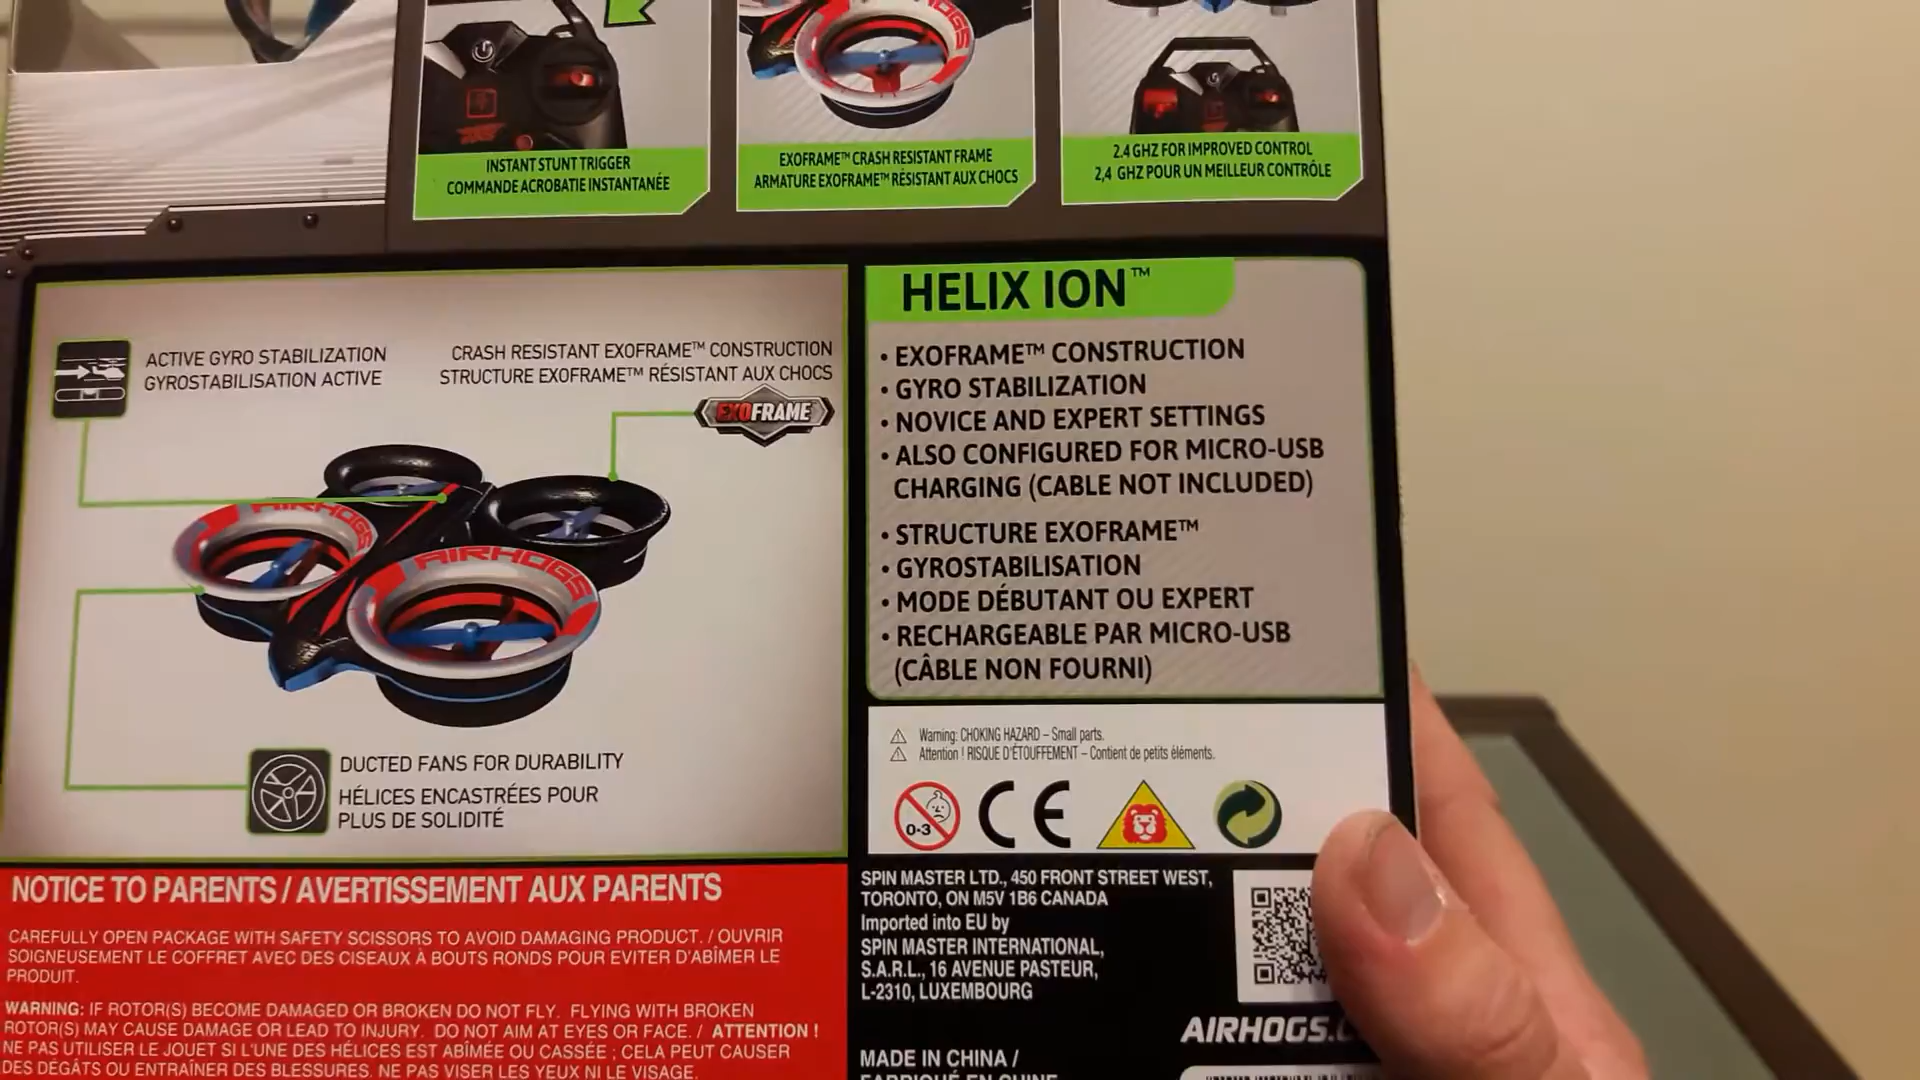 INSTANT STUNT TRIGGER
COMMANDE ACROBATIE INSTANTANÉE
EXOFRAME™ CRASH RESISTANT FRAME
ARMATURE EXOFRAME™ RÉSISTANT AUX CHOCS
2.4 GHZ FOR IMPROVED CONTROL
2,4 GHZ POUR UN MEILLEUR CONTRÔLE
ACTIVE GYRO STABILIZATION
GYROSTABILISATION ACTIVE
CRASH RESISTANT EXOFRAME™ CONSTRUCTION
STRUCTURE EXOFRAME™ RÉSISTANT AUX CHOCS
EXOFRAME
AIRHOGS
AIRHOGS
DUCTED FANS FOR DURABILITY
HÉLICES ENCASTRÉES POUR
PLUS DE SOLIDITÉ
HELIX ION™
• EXOFRAME™ CONSTRUCTION
• GYRO STABILIZATION
• NOVICE AND EXPERT SETTINGS
• ALSO CONFIGURED FOR MICRO-USB
CHARGING (CABLE NOT INCLUDED)
• STRUCTURE EXOFRAME™
• GYROSTABILISATION
• MODE DÉBUTANT OU EXPERT
• RECHARGEABLE PAR MICRO-USB
(CÂBLE NON FOURNI)
Warning: CHOKING HAZARD – Small parts.
Attention ! RISQUE D'ÉTOUFFEMENT – Contient de petits éléments.
0-3
CE
NOTICE TO PARENTS / AVERTISSEMENT AUX PARENTS
CAREFULLY OPEN PACKAGE WITH SAFETY SCISSORS TO AVOID DAMAGING PRODUCT. / OUVRIR
SOIGNEUSEMENT LE COFFRET AVEC DES CISEAUX À BOUTS RONDS POUR EVITER D'ABÎMER LE
PRODUIT.
WARNING: IF ROTOR(S) BECOME DAMAGED OR BROKEN DO NOT FLY. FLYING WITH BROKEN
ROTOR(S) MAY CAUSE DAMAGE OR LEAD TO INJURY. DO NOT AIM AT EYES OR FACE. / ATTENTION !
NE PAS UTILISER LE JOUET SI L'UNE DES HÉLICES EST ABÎMÉE OU CASSÉE ; CELA PEUT CAUSER
DES DÉGÂTS OU ENTRAÎNER DES BLESSURES. NE PAS VISER LES YEUX NI LE VISAGE.
SPIN MASTER LTD., 450 FRONT STREET WEST,
TORONTO, ON M5V 1B6 CANADA
Imported into EU by
SPIN MASTER INTERNATIONAL,
S.A.R.L., 16 AVENUE PASTEUR,
L-2310, LUXEMBOURG
AIRHOGS.C
MADE IN CHINA /
FABRIQUÉ EN CHINE